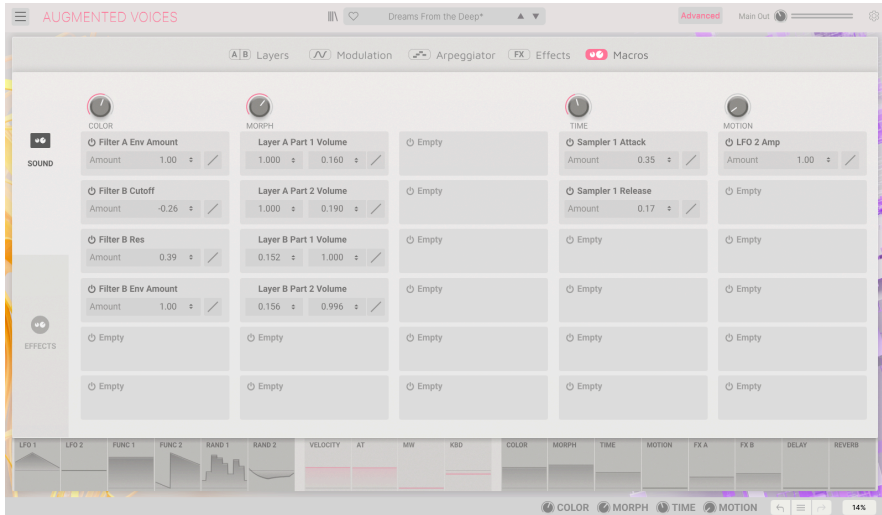 AUGMENTED VOICES
Dreams From the Deep*
Advanced
Main Out
A B Layers
Modulation
Arpeggiator
FX Effects
Macros
SOUND
EFFECTS
COLOR
MORPH
TIME
MOTION
Filter A Env Amount
Amount 1.00
Layer A Part 1 Volume
1.000 0.160
Empty
Sampler 1 Attack
Amount 0.35
LFO 2 Amp
Amount 1.00
Filter B Cutoff
Amount -0.26
Layer A Part 2 Volume
1.000 0.190
Empty
Sampler 1 Release
Amount 0.17
Empty
Filter B Res
Amount 0.39
Layer B Part 1 Volume
0.152 1.000
Empty
Empty
Empty
Filter B Env Amount
Amount 1.00
Layer B Part 2 Volume
0.156 0.996
Empty
Empty
Empty
Empty
Empty
Empty
Empty
Empty
Empty
Empty
Empty
Empty
Empty
LFO 1 LFO 2 FUNC 1 FUNC 2 RAND 1 RAND 2 VELOCITY AT MW KBD COLOR MORPH TIME MOTION FX A FX B DELAY REVERB
COLOR MORPH TIME MOTION 14%